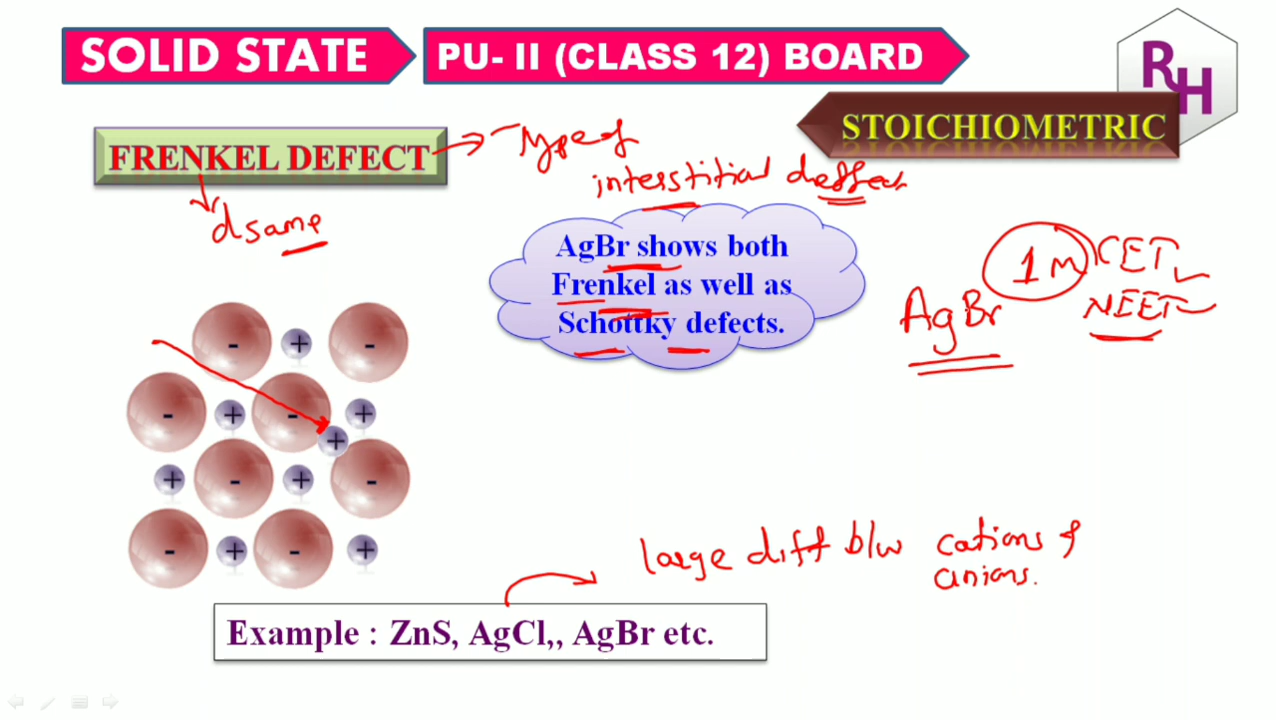 SOLID STATE
PU- II (CLASS 12) BOARD
RH
STOICHIOMETRIC
FRENKEL DEFECT
Type of
interstitial deffect
dsame
AgBr shows both
Frenkel as well as
Schottky defects.
1m
CET
NEET
AgBr
- + -
- + - +
+
+ - + -
- + - +
large diff b/w cations &
anions.
Example : ZnS, AgCl,, AgBr etc.